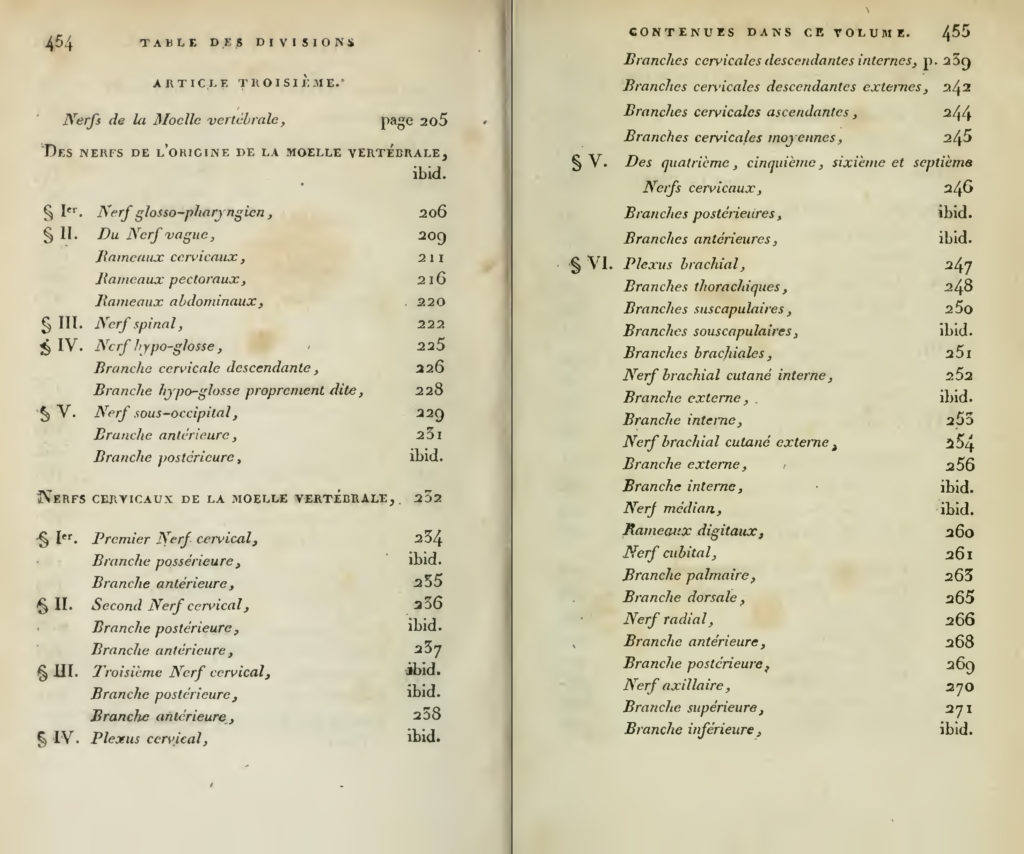 454 TABLE DES DIVISIONS
ARTICLE TROISIÈME.
Nerfs de la Moelle vertébrale, page 205
DES NERFS DE L'ORIGINE DE LA MOELLE VERTÉBRALE,
ibid.
§ Ier. Nerf glosso-pharyngien, 206
§ II. Du Nerf vague, 209
Rameaux cervicaux, 211
Rameaux pectoraux, 216
Rameaux abdominaux, 220
§ III. Nerf spinal, 222
§ IV. Nerf hypo-glosse, 225
Branche cervicale descendante, 226
Branche hypo-glosse proprement dite, 228
§ V. Nerf sous-occipital, 229
Branche antérieure, 231
Branche postérieure, ibid.
NERFS CERVICAUX DE LA MOELLE VERTÉBRALE, 232
§ Ier. Premier Nerf cervical, 234
Branche possérieure, ibid.
Branche antérieure, 235
§ II. Second Nerf cervical, 236
Branche postérieure, ibid.
Branche antérieure, 237
§ III. Troisième Nerf cervical, ibid.
Branche postérieure, ibid.
Branche antérieure, 238
§ IV. Plexus cervical, ibid.
CONTENUES DANS CE VOLUME. 455
Branches cervicales descendantes internes, p. 239
Branches cervicales descendantes externes, 242
Branches cervicales ascendantes, 244
Branches cervicales moyennes, 245
§ V. Des quatrième, cinquième, sixième et septième
Nerfs cervicaux, 246
Branches postérieures, ibid.
Branches antérieures, ibid.
§ VI. Plexus brachial, 247
Branches thorachiques, 248
Branches suscapulaires, 250
Branches souscapulaires, ibid.
Branches brachiales, 251
Nerf brachial cutané interne, 252
Branche externe, ibid.
Branche interne, 253
Nerf brachial cutané externe, 254
Branche externe, 256
Branche interne, ibid.
Nerf médian, ibid.
Rameaux digitaux, 260
Nerf cubital, 261
Branche palmaire, 263
Branche dorsale, 265
Nerf radial, 266
Branche antérieure, 268
Branche postérieure, 269
Nerf axillaire, 270
Branche supérieure, 271
Branche inférieure, ibid.